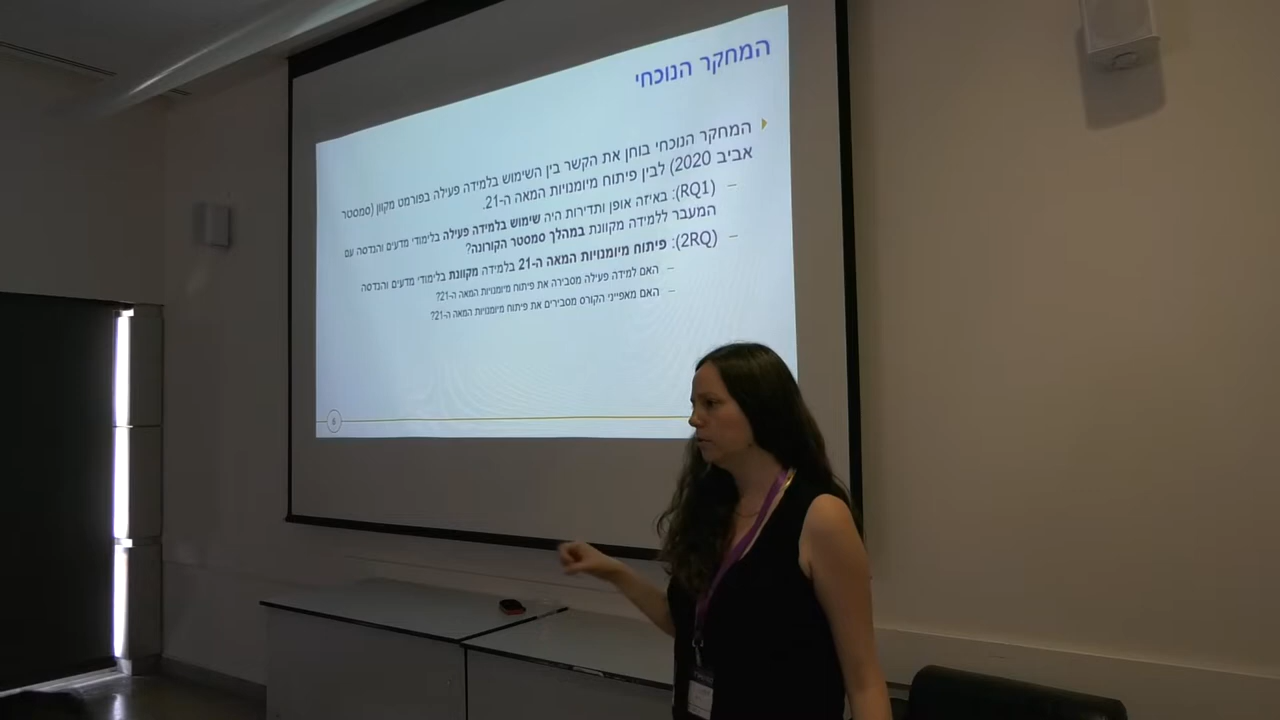 המחקר הנוכחי
המחקר הנוכחי בוחן את הקשר בין השימוש בלמידה פעילה בפורמט מקוון (סמסטר
אביב 2020) לבין פיתוח מיומנויות המאה ה-21.
– (RQ1): באיזה אופן ותדירות היה שימוש בלמידה פעילה בלימודי מדעים והנדסה עם
המעבר ללמידה מקוונת במהלך סמסטר הקורונה?
– (2RQ): פיתוח מיומנויות המאה ה-21 בלמידה מקוונת בלימודי מדעים והנדסה
– האם למידה פעילה מסבירה את פיתוח מיומנויות המאה ה-21?
– האם מאפייני הקורס מסבירים את פיתוח מיומנויות המאה ה-21?